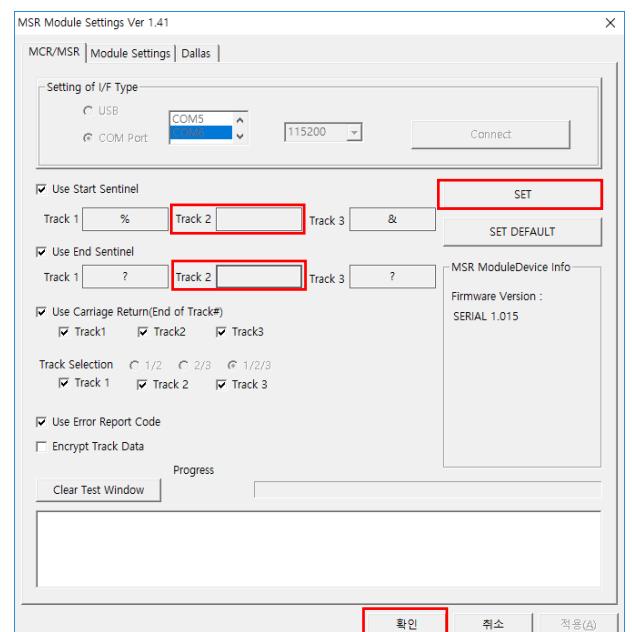 MSR Module Settings Ver 1.41
MCR/MSR Module Settings Dallas
Setting of I/F Type
USB
COM Port
COM5
COM6
115200
Connect
Use Start Sentinel
SET
Track 1 % Track 2 Track 3 &
SET DEFAULT
Use End Sentinel
Track 1 ? Track 2 Track 3 ?
MSR ModuleDevice Info
Firmware Version :
SERIAL 1.015
Use Carriage Return(End of Track#)
Track1 Track2 Track3
Track Selection 1/2 2/3 1/2/3
Track 1 Track 2 Track 3
Use Error Report Code
Encrypt Track Data
Progress
Clear Test Window
확인 취소 적용(A)